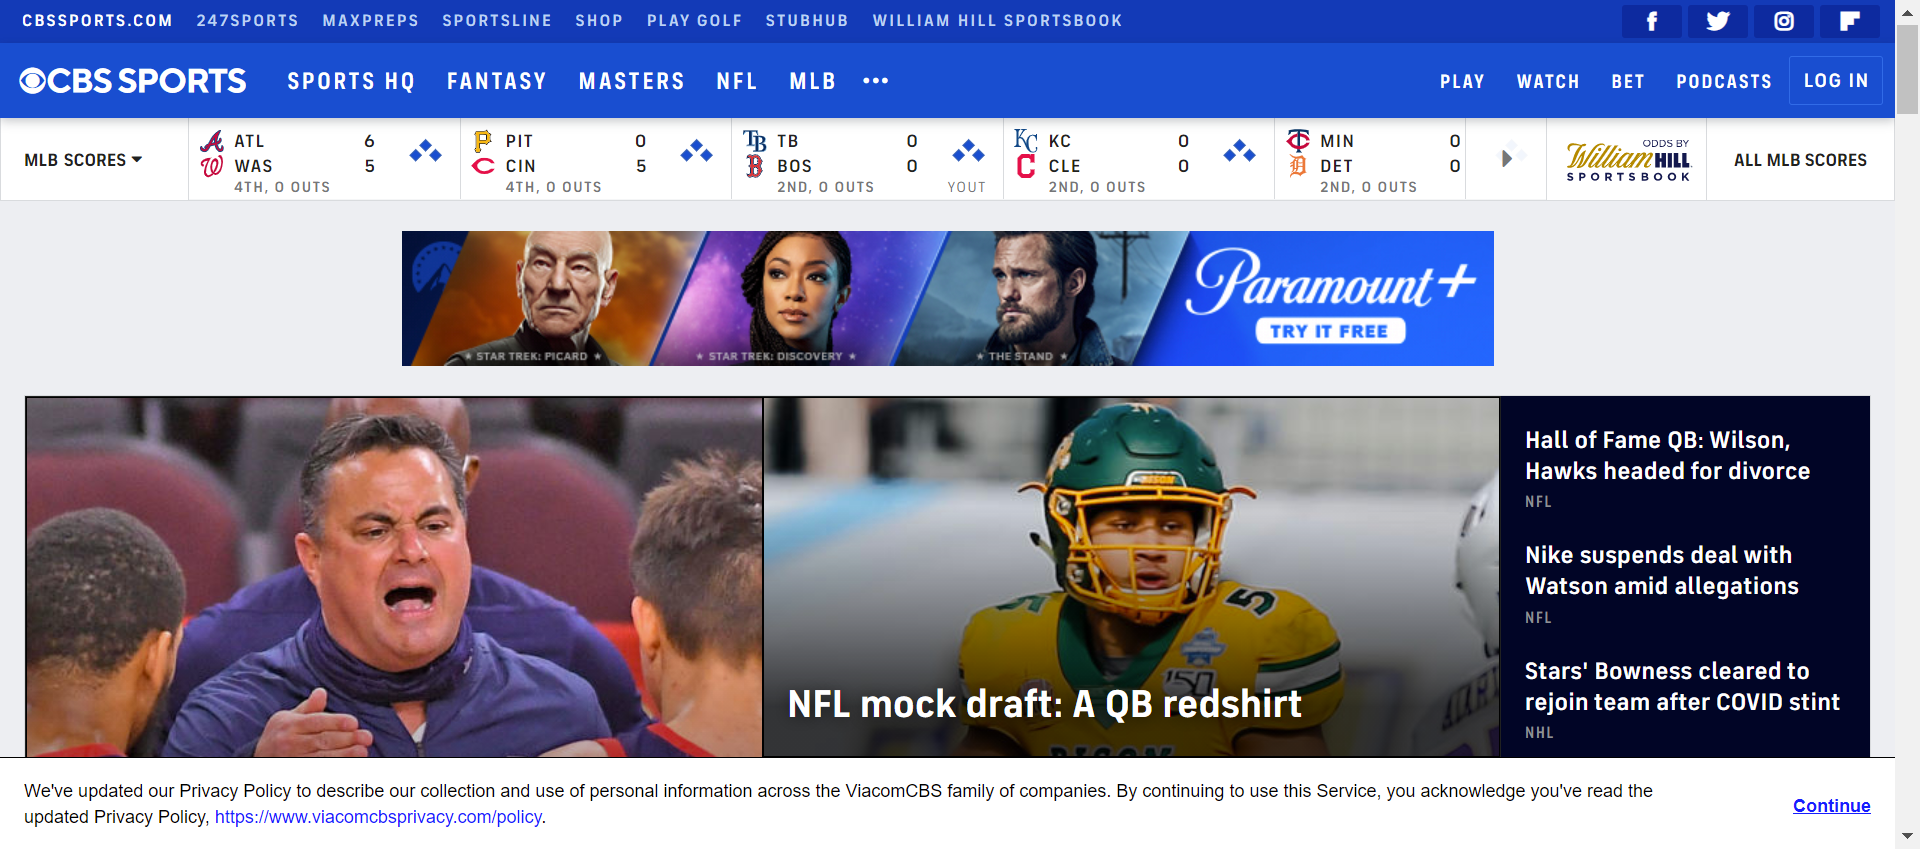 CBSSPORTS.COM 247SPORTS MAXPREPS SPORTSLINE SHOP PLAY GOLF STUBHUB WILLIAM HILL SPORTSBOOK
CBS SPORTS SPORTS HQ FANTASY MASTERS NFL MLB ••• PLAY WATCH BET PODCASTS LOG IN
MLB SCORES
ATL 6
WAS 5
4TH, 0 OUTS
PIT 0
CIN 5
4TH, 0 OUTS
TB 0
BOS 0
2ND, 0 OUTS YOUT
KC 0
CLE 0
2ND, 0 OUTS
MIN 0
DET 0
2ND, 0 OUTS
ODDS BY
William HILL
SPORTSBOOK
ALL MLB SCORES
★ STAR TREK: PICARD ★
★ STAR TREK: DISCOVERY ★
★ THE STAND ★
Paramount+
TRY IT FREE
BISON
5
150
BISON
NFL mock draft: A QB redshirt
Hall of Fame QB: Wilson,
Hawks headed for divorce
NFL
Nike suspends deal with
Watson amid allegations
NFL
Stars' Bowness cleared to
rejoin team after COVID stint
NHL
We've updated our Privacy Policy to describe our collection and use of personal information across the ViacomCBS family of companies. By continuing to use this Service, you acknowledge you've read the
updated Privacy Policy, https://www.viacomcbsprivacy.com/policy.
Continue